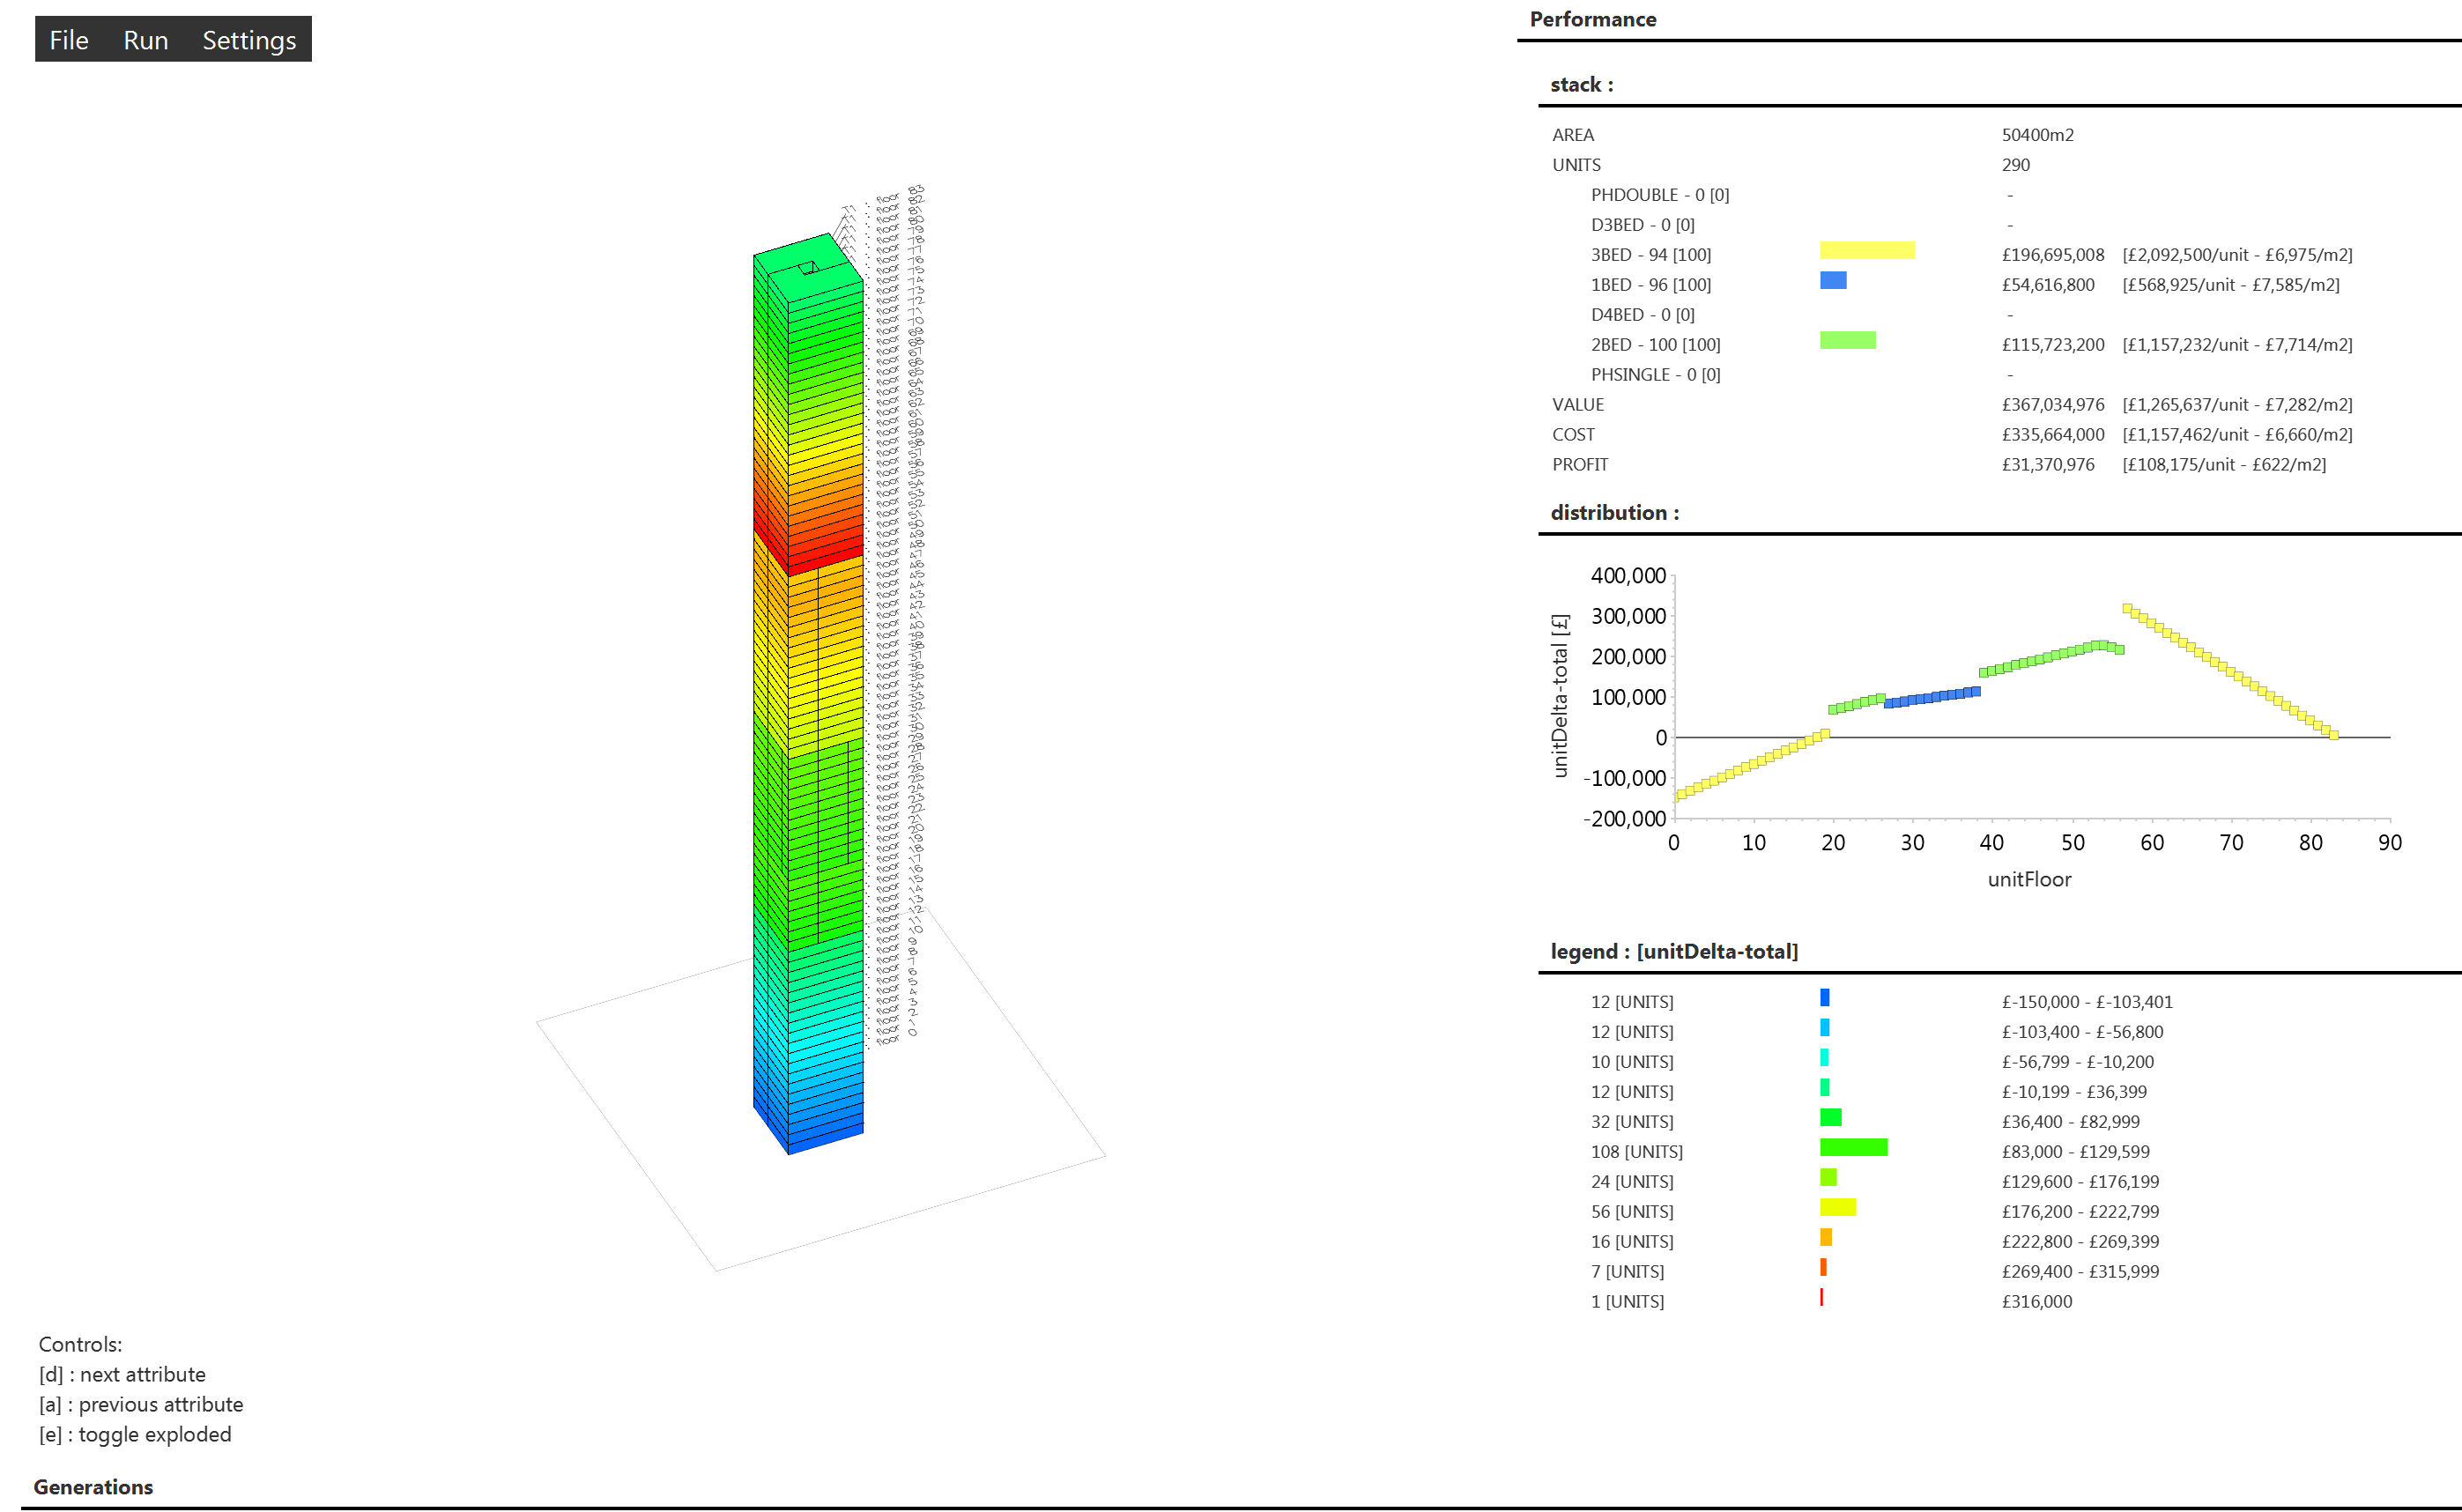 File Run Settings
Performance
stack :
AREA 50400m2
UNITS 290
PHDOUBLE - 0 [0] -
D3BED - 0 [0] -
3BED - 94 [100] £196,695,008 [£2,092,500/unit - £6,975/m2]
1BED - 96 [100] £54,616,800 [£568,925/unit - £7,585/m2]
D4BED - 0 [0] -
2BED - 100 [100] £115,723,200 [£1,157,232/unit - £7,714/m2]
PHSINGLE - 0 [0] -
VALUE £367,034,976 [£1,265,637/unit - £7,282/m2]
COST £335,664,000 [£1,157,462/unit - £6,660/m2]
PROFIT £31,370,976 [£108,175/unit - £622/m2]
distribution :
400,000
300,000
200,000
100,000
0
-100,000
-200,000
unitDelta-total [£]
0 10 20 30 40 50 60 70 80 90
unitFloor
legend : [unitDelta-total]
12 [UNITS] £-150,000 - £-103,401
12 [UNITS] £-103,400 - £-56,800
10 [UNITS] £-56,799 - £-10,200
12 [UNITS] £-10,199 - £36,399
32 [UNITS] £36,400 - £82,999
108 [UNITS] £83,000 - £129,599
24 [UNITS] £129,600 - £176,199
56 [UNITS] £176,200 - £222,799
16 [UNITS] £222,800 - £269,399
7 [UNITS] £269,400 - £315,999
1 [UNITS] £316,000
Controls:
[d] : next attribute
[a] : previous attribute
[e] : toggle exploded
Generations